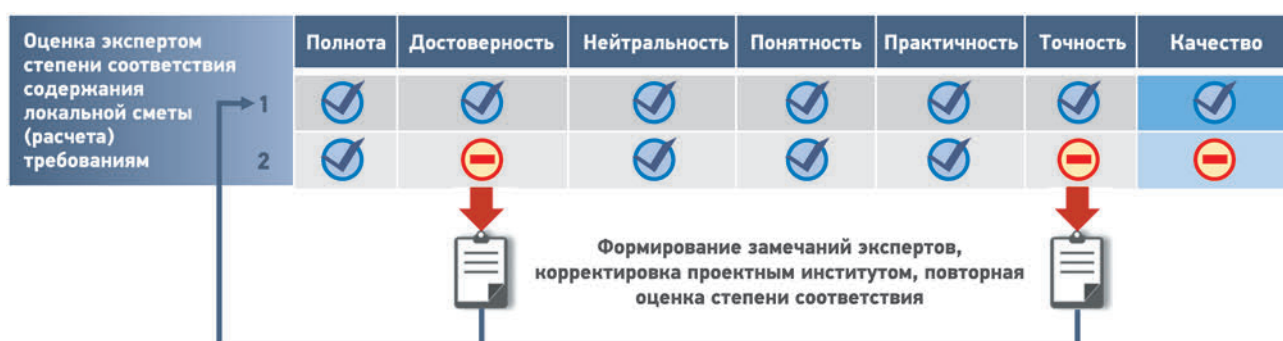 Оценка экспертом
степени соответствия
содержания
локальной сметы
(расчета)
требованиям
Полнота
Достоверность
Нейтральность
Понятность
Практичность
Точность
Качество
1
2
Формирование замечаний экспертов,
корректировка проектным институтом, повторная
оценка степени соответствия